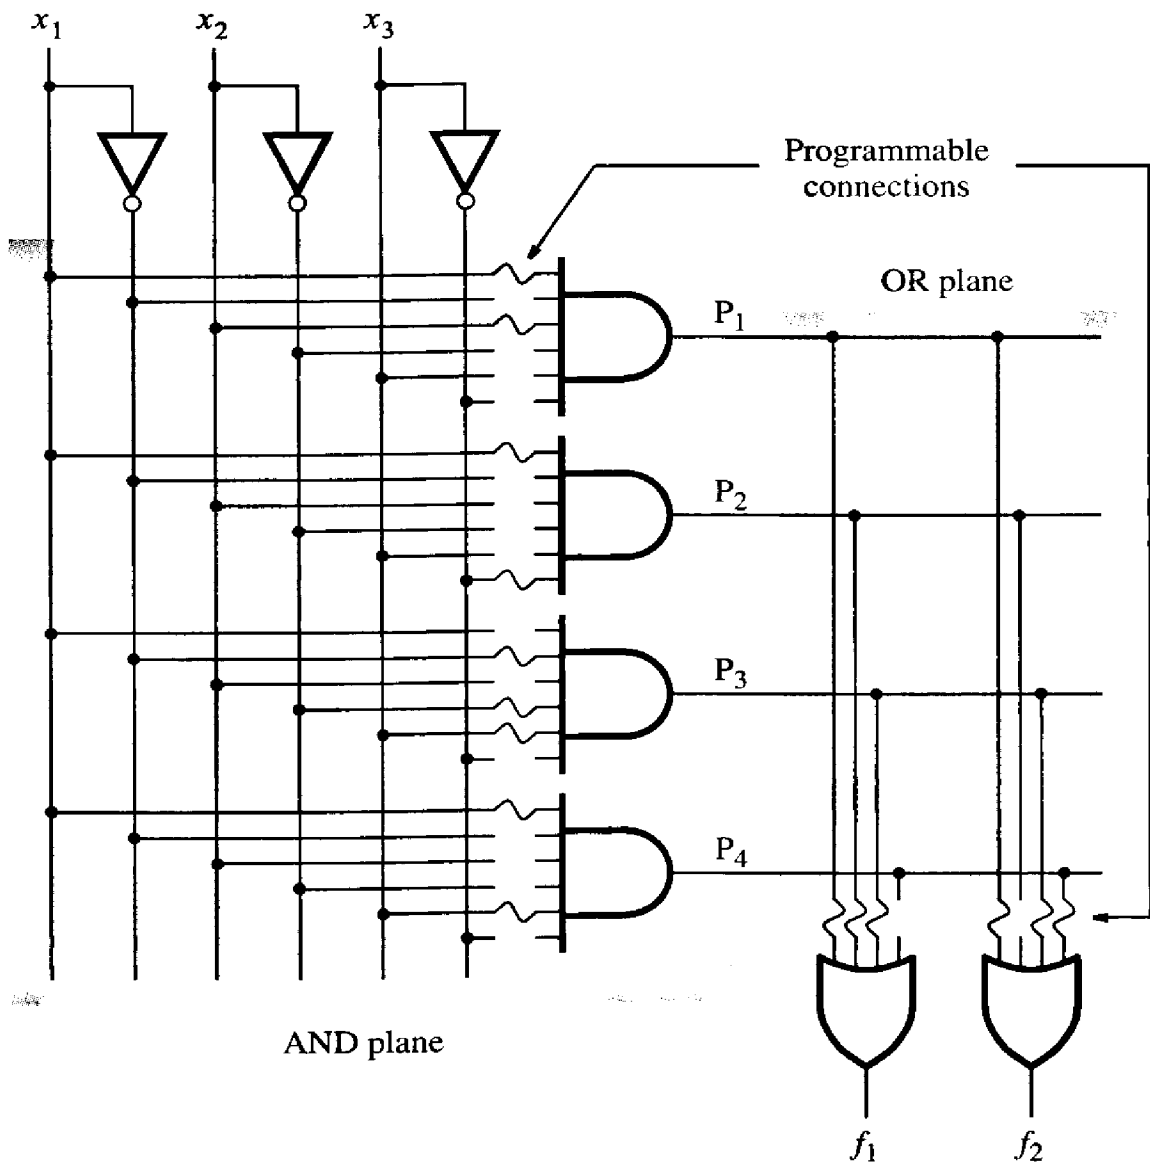 x1 x2 x3
Programmable
connections
OR plane
P1
P2
P3
P4
AND plane
f1 f2